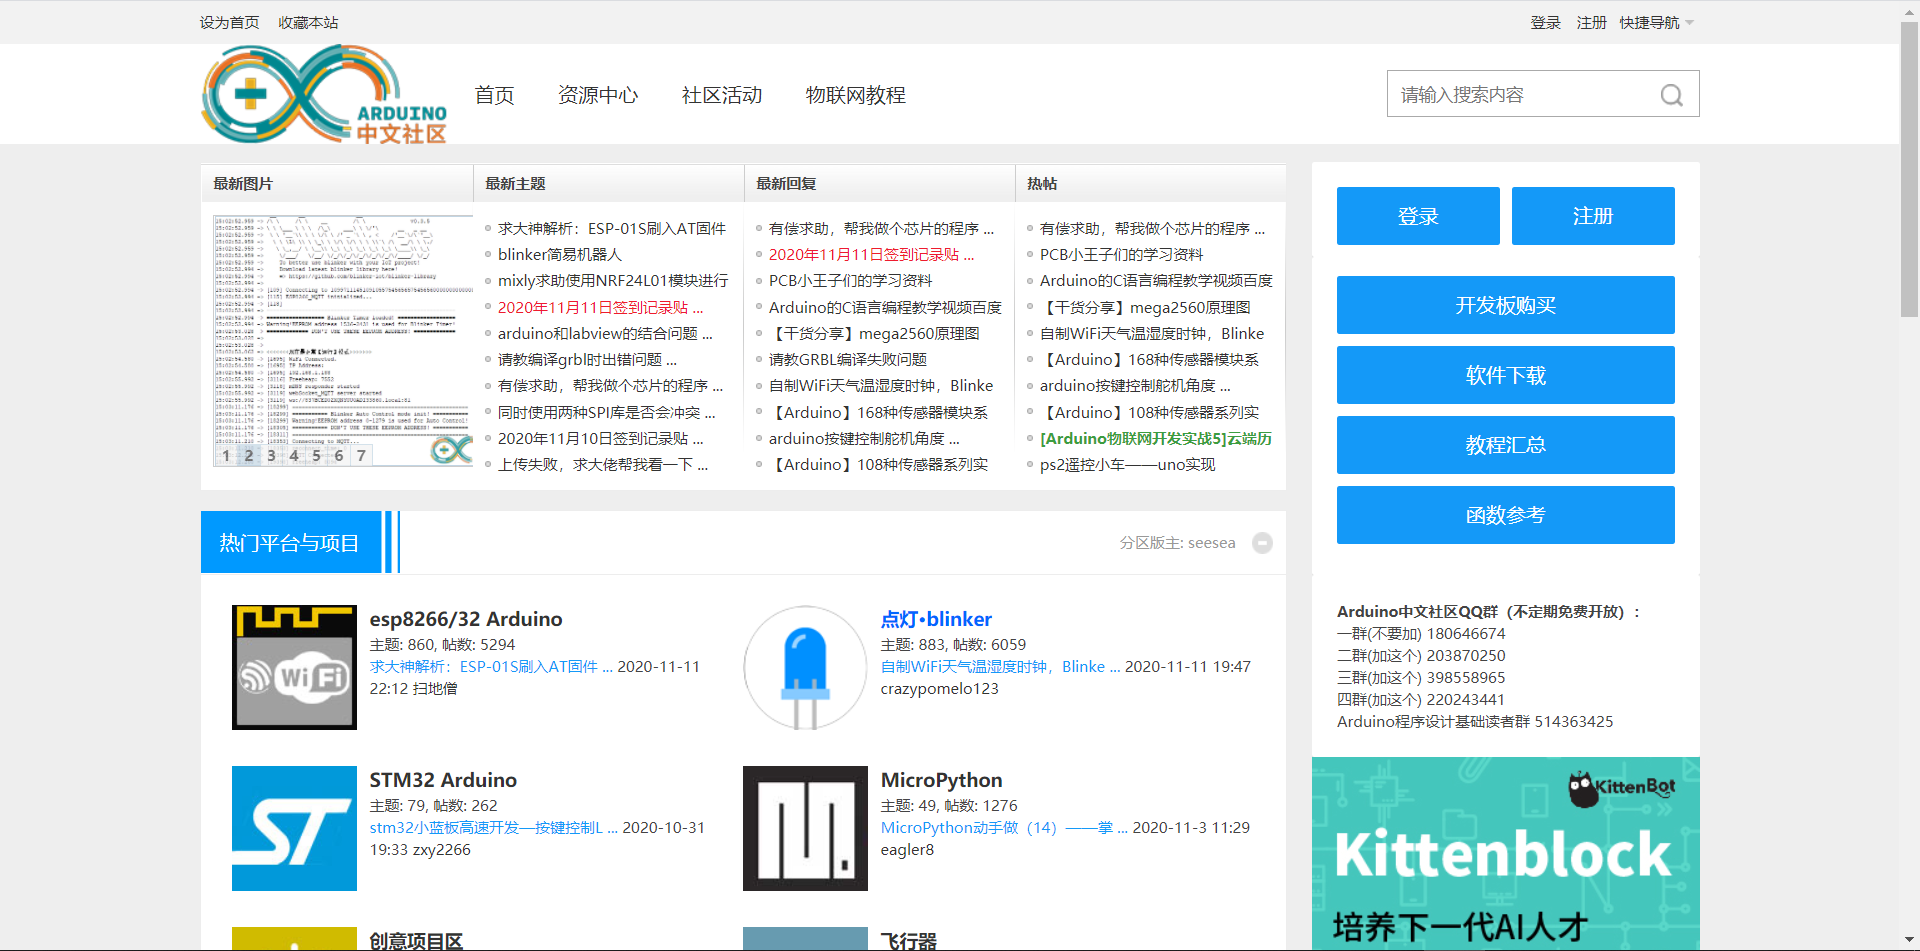 设为首页 收藏本站
登录 注册 快捷导航
ARDUINO
中文社区
首页 资源中心 社区活动 物联网教程
请输入搜索内容
最新图片
1 2 3 4 5 6 7
最新主题
求大神解析：ESP-01S刷入AT固件
blinker简易机器人
mixly求助使用NRF24L01模块进行
2020年11月11日签到记录贴 ...
arduino和labview的结合问题 ...
请教编译grbl时出错问题 ...
有偿求助，帮我做个芯片的程序 ...
同时使用两种SPI库是否会冲突 ...
2020年11月10日签到记录贴 ...
上传失败，求大佬帮我看一下 ...
最新回复
有偿求助，帮我做个芯片的程序 ...
2020年11月11日签到记录贴 ...
PCB小王子们的学习资料
Arduino的C语言编程教学视频百度
【干货分享】mega2560原理图
请教GRBL编译失败问题
自制WiFi天气温湿度时钟，Blinke
【Arduino】168种传感器模块系
arduino按键控制舵机角度 ...
【Arduino】108种传感器系列实
热帖
有偿求助，帮我做个芯片的程序 ...
PCB小王子们的学习资料
Arduino的C语言编程教学视频百度
【干货分享】mega2560原理图
自制WiFi天气温湿度时钟，Blinke
【Arduino】168种传感器模块系
arduino按键控制舵机角度 ...
【Arduino】108种传感器系列实
[Arduino物联网开发实战5]云端历
ps2遥控小车——uno实现
登录 注册
开发板购买
软件下载
教程汇总
函数参考
热门平台与项目
分区版主: seesea
WiFi
esp8266/32 Arduino
主题: 860, 帖数: 5294
求大神解析：ESP-01S刷入AT固件 ... 2020-11-11
22:12 扫地僧
点灯•blinker
主题: 883, 帖数: 6059
自制WiFi天气温湿度时钟，Blinke ... 2020-11-11 19:47
crazypomelo123
ST
STM32 Arduino
主题: 79, 帖数: 262
stm32小蓝板高速开发—按键控制L ... 2020-10-31
19:33 zxy2266
MicroPython
主题: 49, 帖数: 1276
MicroPython动手做（14）——掌 ... 2020-11-3 11:29
eagler8
创意项目区
飞行器
Arduino中文社区QQ群（不定期免费开放）：
一群(不要加) 180646674
二群(加这个) 203870250
三群(加这个) 398558965
四群(加这个) 220243441
Arduino程序设计基础读者群 514363425
KittenBot
Kittenblock
培养下一代AI人才